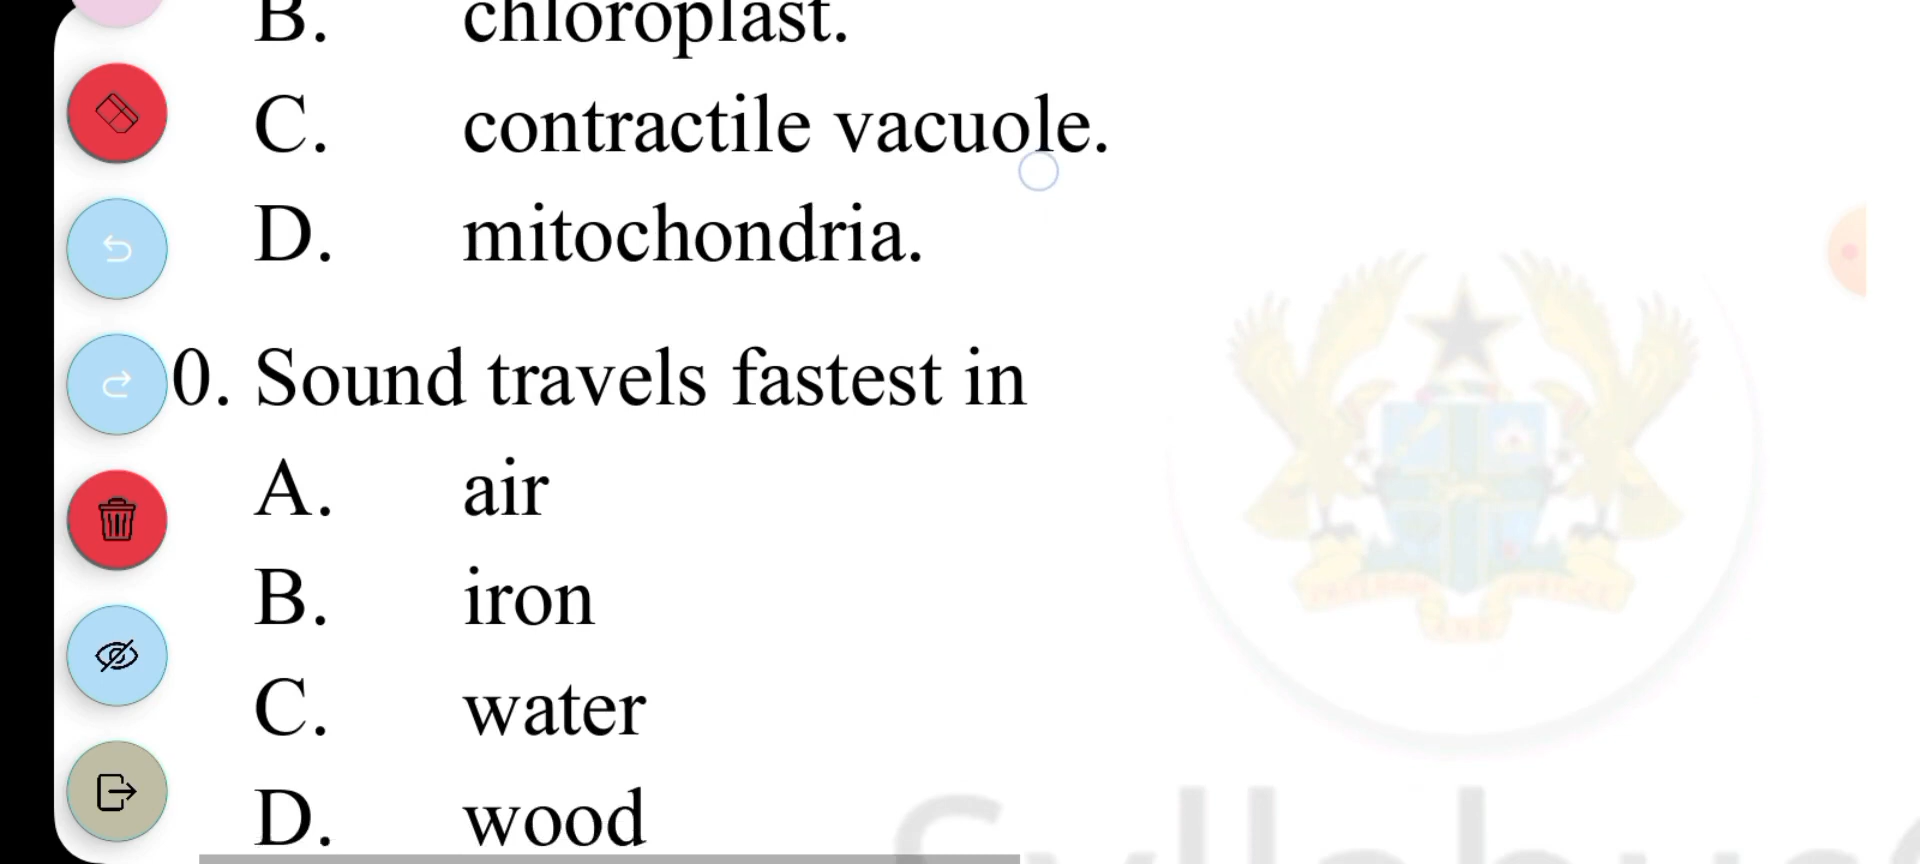 B. chloroplast.
C. contractile vacuole.
D. mitochondria.
0. Sound travels fastest in
A. air
B. iron
C. water
D. wood